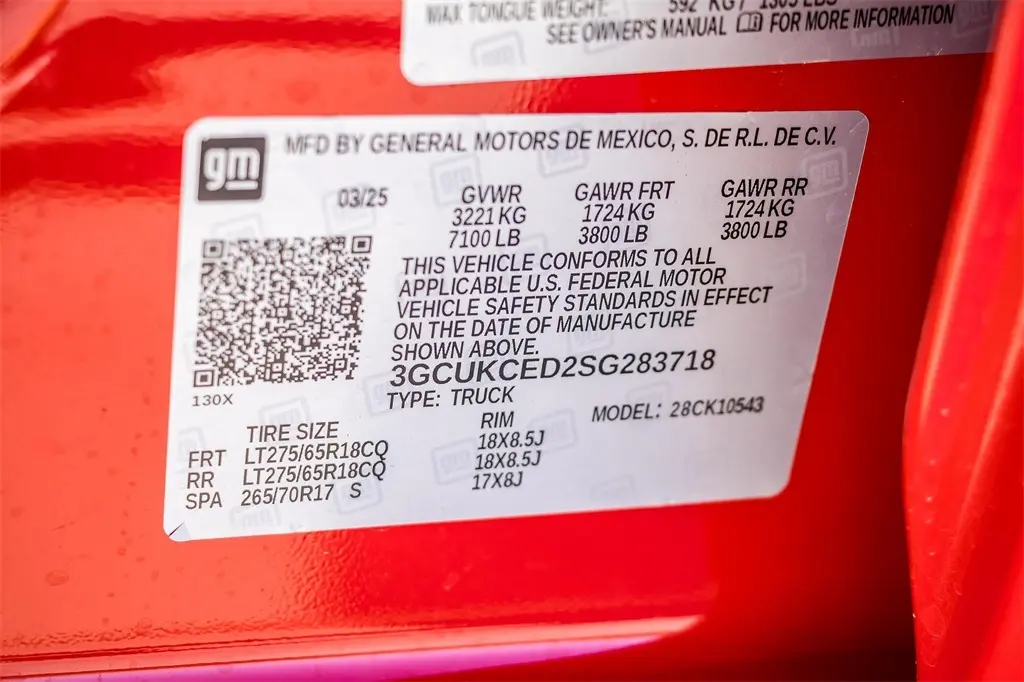 MAX TONGUE WEIGHT: 592 KG / 1305 LBS
SEE OWNER'S MANUAL FOR MORE INFORMATION
gm MFD BY GENERAL MOTORS DE MEXICO, S. DE R.L. DE C.V.
03/25 GVWR GAWR FRT GAWR RR
3221 KG 1724 KG 1724 KG
7100 LB 3800 LB 3800 LB
THIS VEHICLE CONFORMS TO ALL
APPLICABLE U.S. FEDERAL MOTOR
VEHICLE SAFETY STANDARDS IN EFFECT
ON THE DATE OF MANUFACTURE
SHOWN ABOVE.
3GCUKCED2SG283718
130X
TYPE: TRUCK
MODEL: 28CK10543
TIRE SIZE RIM
FRT LT275/65R18CQ 18X8.5J
RR LT275/65R18CQ 18X8.5J
SPA 265/70R17 S 17X8J